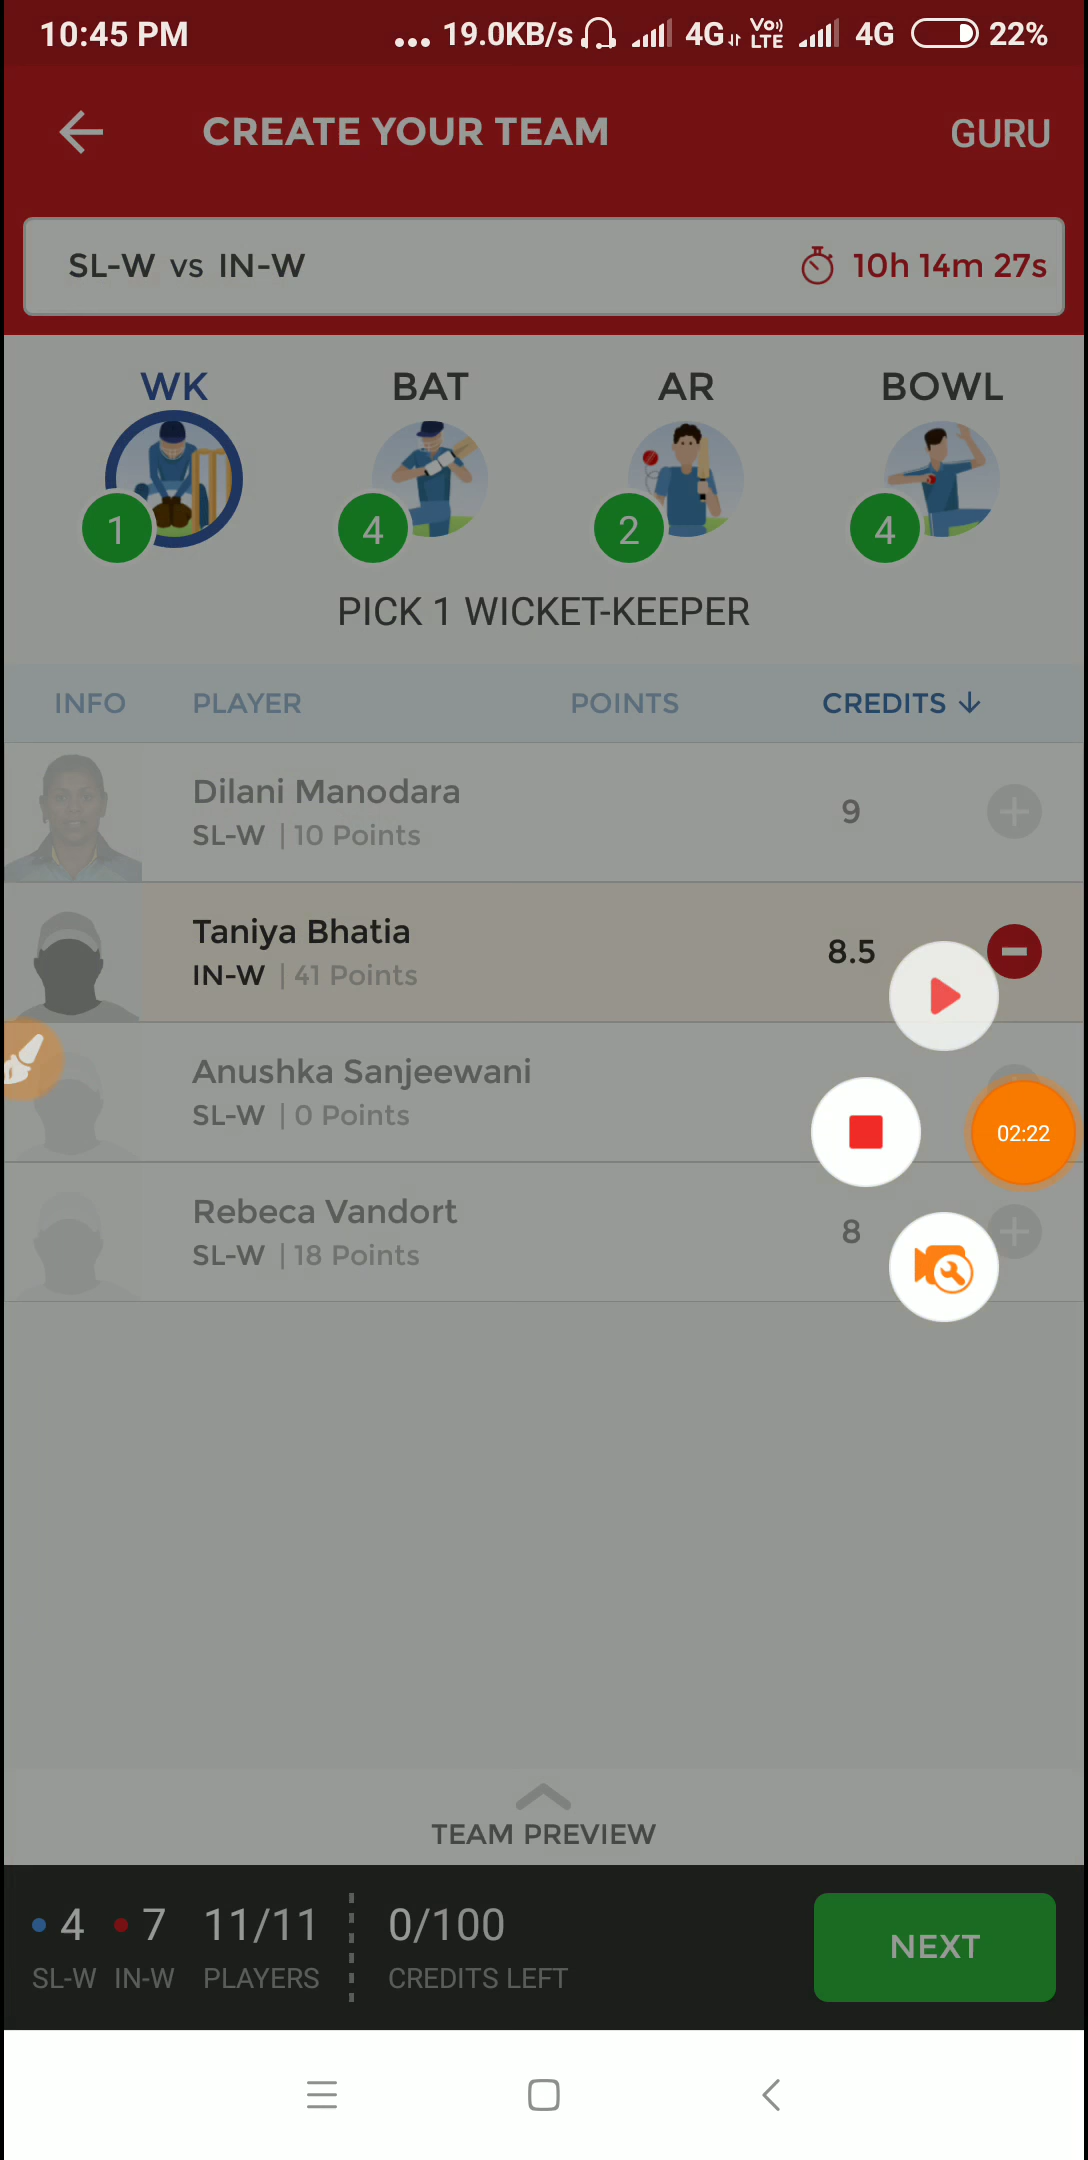 10:45 PM ... 19.0KB/s 4G VoLTE 4G 22%
CREATE YOUR TEAM GURU
SL-W vs IN-W 10h 14m 27s
WK BAT AR BOWL
1 4 2 4
PICK 1 WICKET-KEEPER
INFO PLAYER POINTS CREDITS ↓
Dilani Manodara
SL-W | 10 Points 9
Taniya Bhatia
IN-W | 41 Points 8.5
Anushka Sanjeewani
SL-W | 0 Points
02:22
Rebeca Vandort
SL-W | 18 Points 8
TEAM PREVIEW
4 7 11/11 0/100
SL-W IN-W PLAYERS CREDITS LEFT
NEXT